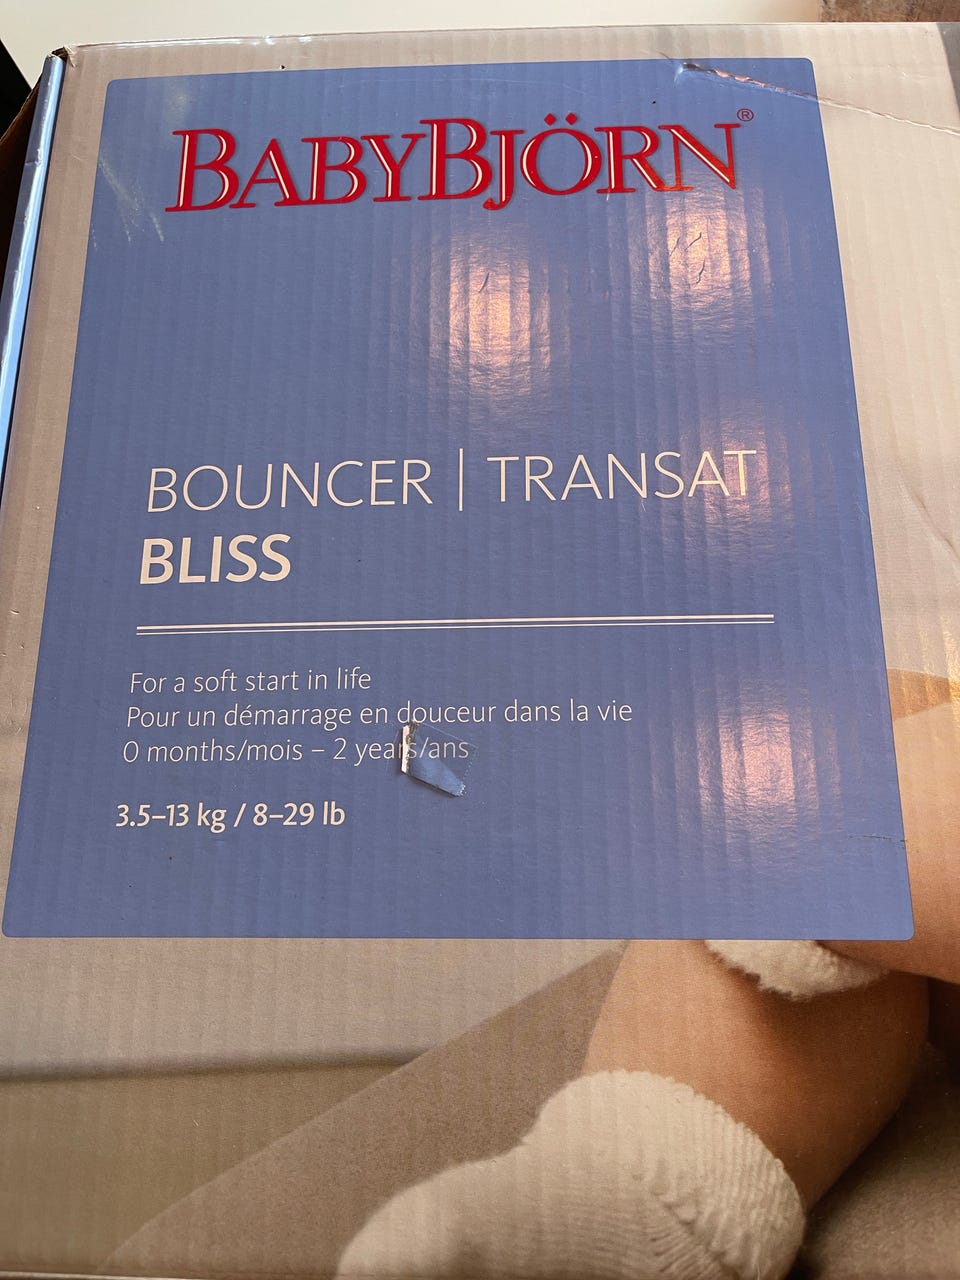 BABYBJÖRN®
BOUNCER | TRANSAT
BLISS
For a soft start in life
Pour un démarrage en douceur dans la vie
0 months/mois – 2 years/ans
3.5–13 kg / 8–29 lb